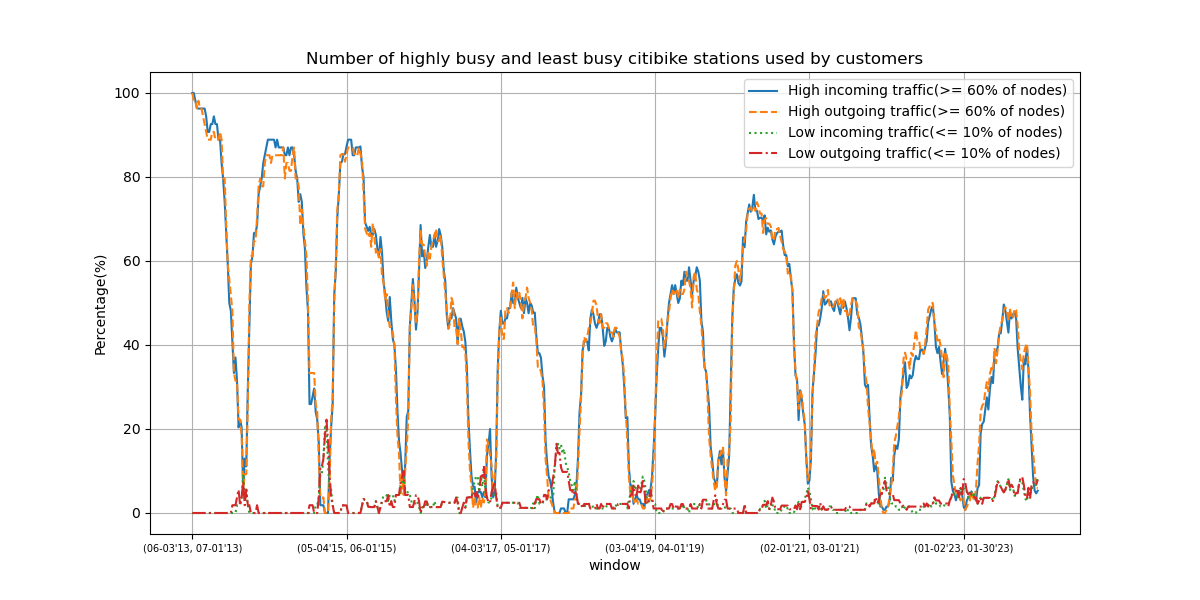 Number of highly busy and least busy citibike stations used by customers
High incoming traffic(>= 60% of nodes)
High outgoing traffic(>= 60% of nodes)
Low incoming traffic(<= 10% of nodes)
Low outgoing traffic(<= 10% of nodes)
Percentage(%)
100
80
60
40
20
0
(06-03'13, 07-01'13) (05-04'15, 06-01'15) (04-03'17, 05-01'17) (03-04'19, 04-01'19) (02-01'21, 03-01'21) (01-02'23, 01-30'23)
window